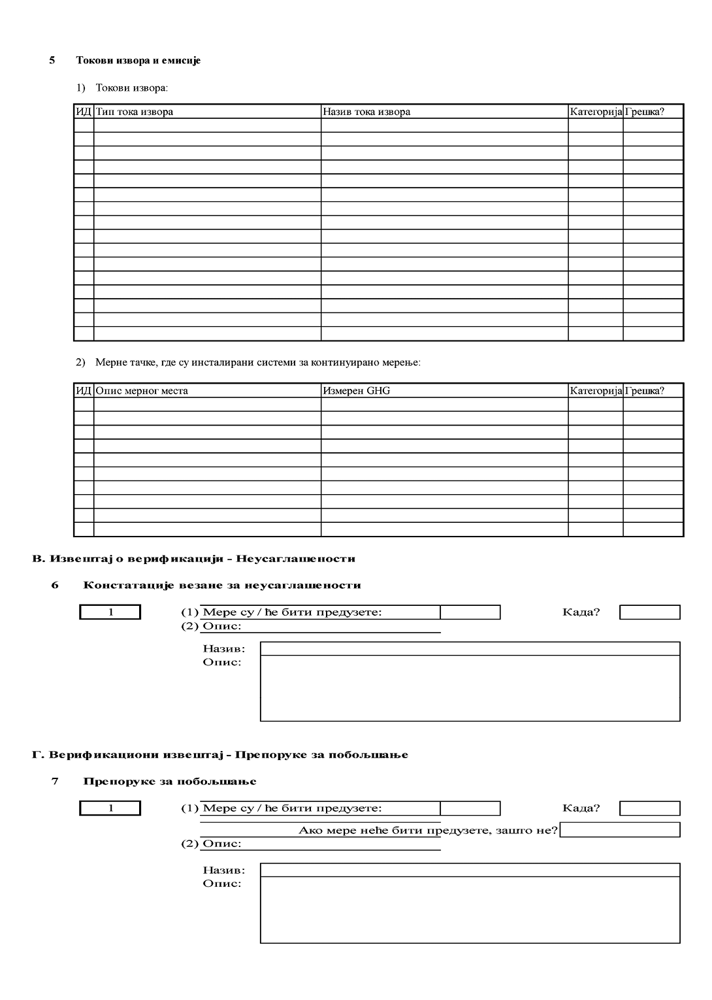 5 Токови извора и емисије
1) Токови извора:
ИД Тип тока извора Назив тока извора Категорија Грешка?
2) Мерне тачке, где су инсталирани системи за континуирано мерење:
ИД Опис мерног места Измерен GHG Категорија Грешка?
В. Извештај о верификацији - Неусаглашености
6 Констатације везане за неусаглашености
1 (1) Мере су / ће бити предузете: Када?
(2) Опис:
Назив:
Опис:
Г. Верификациони извештај - Препоруке за побољшање
7 Препоруке за побољшање
1 (1) Мере су / ће бити предузете: Када?
Ако мере неће бити предузете, зашто не?
(2) Опис:
Назив:
Опис: